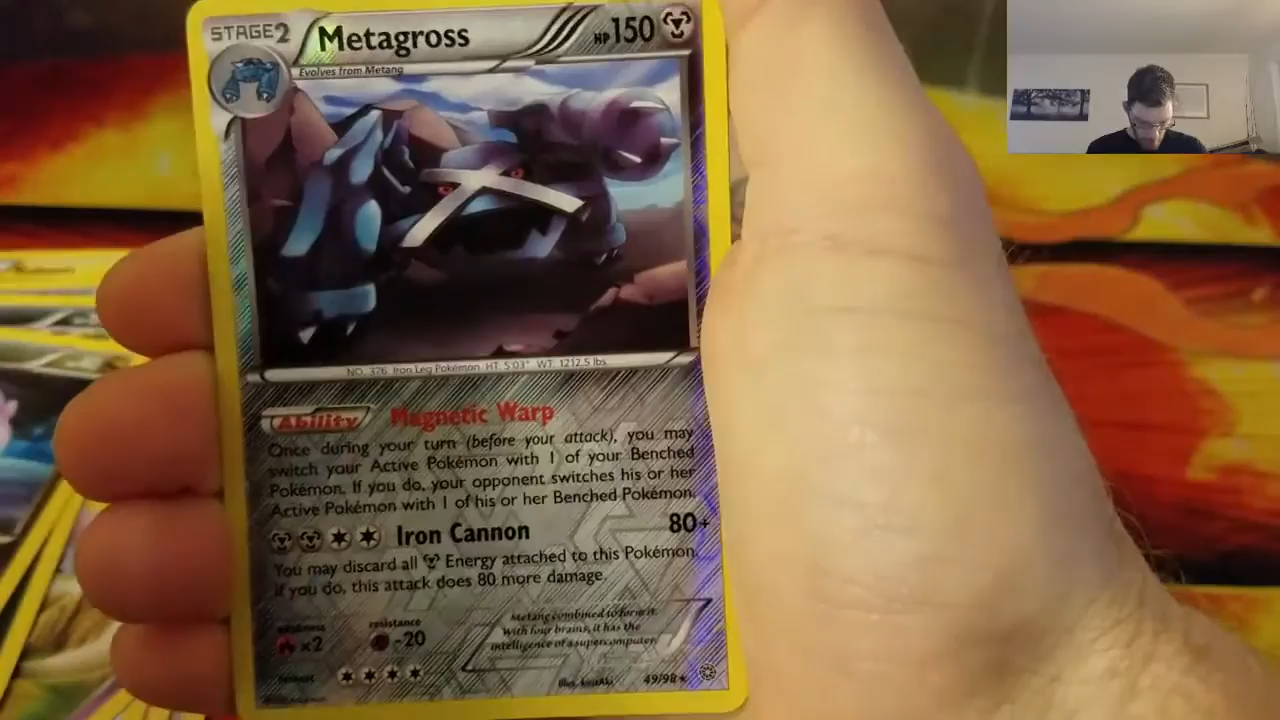 STAGE2
Metagross
HP150
Evolves from Metang
NO. 376 Iron Leg Pokémon HT: 5'03" WT: 1212.5 lbs
Ability Magnetic Warp
Once during your turn (before your attack), you may
switch your Active Pokémon with 1 of your Benched
Pokémon. If you do, your opponent switches his or her
Active Pokémon with 1 of his or her Benched Pokémon.
Iron Cannon 80+
You may discard all Energy attached to this Pokémon.
If you do, this attack does 80 more damage.
weakness
×2
resistance
-20
Metang combined to form it.
With four brains, it has the
intelligence of a supercomputer.
retreat
Illus.
49/98